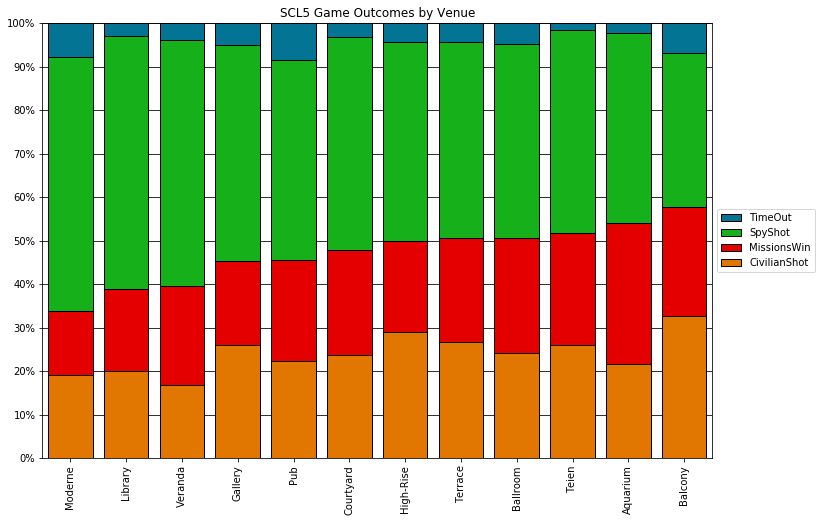 SCL5 Game Outcomes by Venue
100%
90%
80%
70%
60%
50%
40%
30%
20%
10%
0%
Moderne
Library
Veranda
Gallery
Pub
Courtyard
High-Rise
Terrace
Ballroom
Teien
Aquarium
Balcony
TimeOut
SpyShot
MissionsWin
CivilianShot